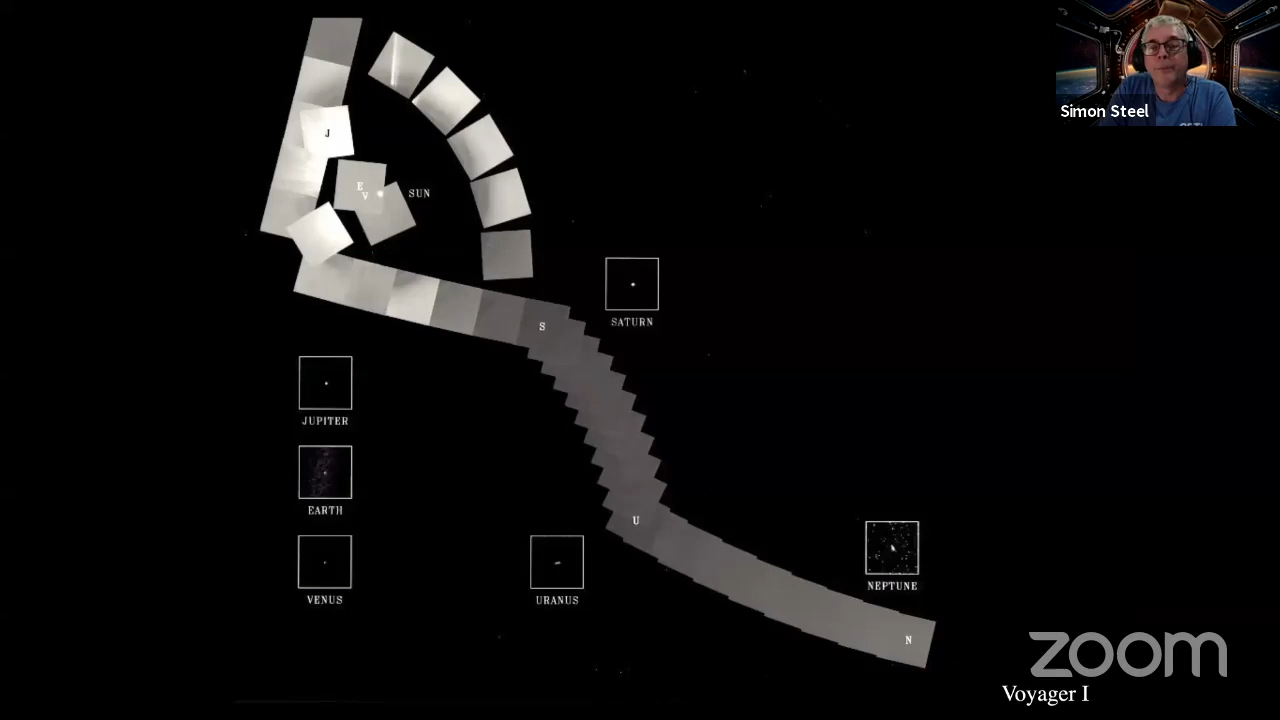 Simon Steel
J
E
V
SUN
S
SATURN
JUPITER
EARTH
U
VENUS
URANUS
NEPTUNE
N
zoom
Voyager I